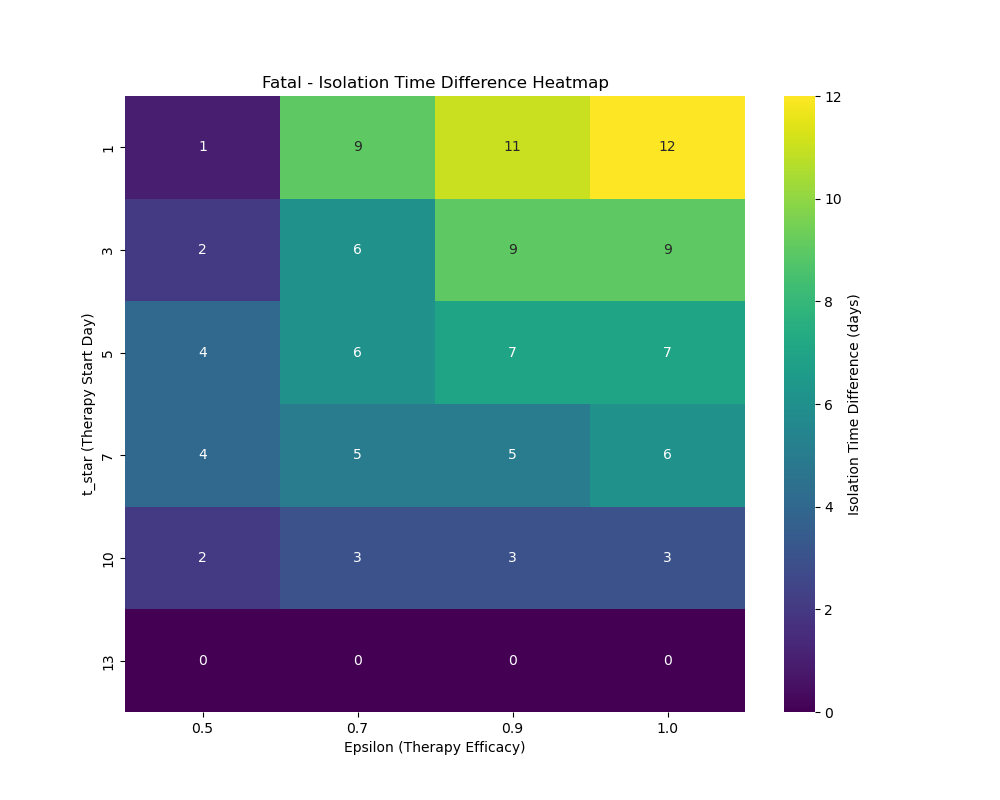 Fatal - Isolation Time Difference Heatmap
t_star (Therapy Start Day)
1 1 9 11 12
3 2 6 9 9
5 4 6 7 7
7 4 5 5 6
10 2 3 3 3
13 0 0 0 0
0.5 0.7 0.9 1.0
Epsilon (Therapy Efficacy)
12
10
8
6
4
2
0
Isolation Time Difference (days)